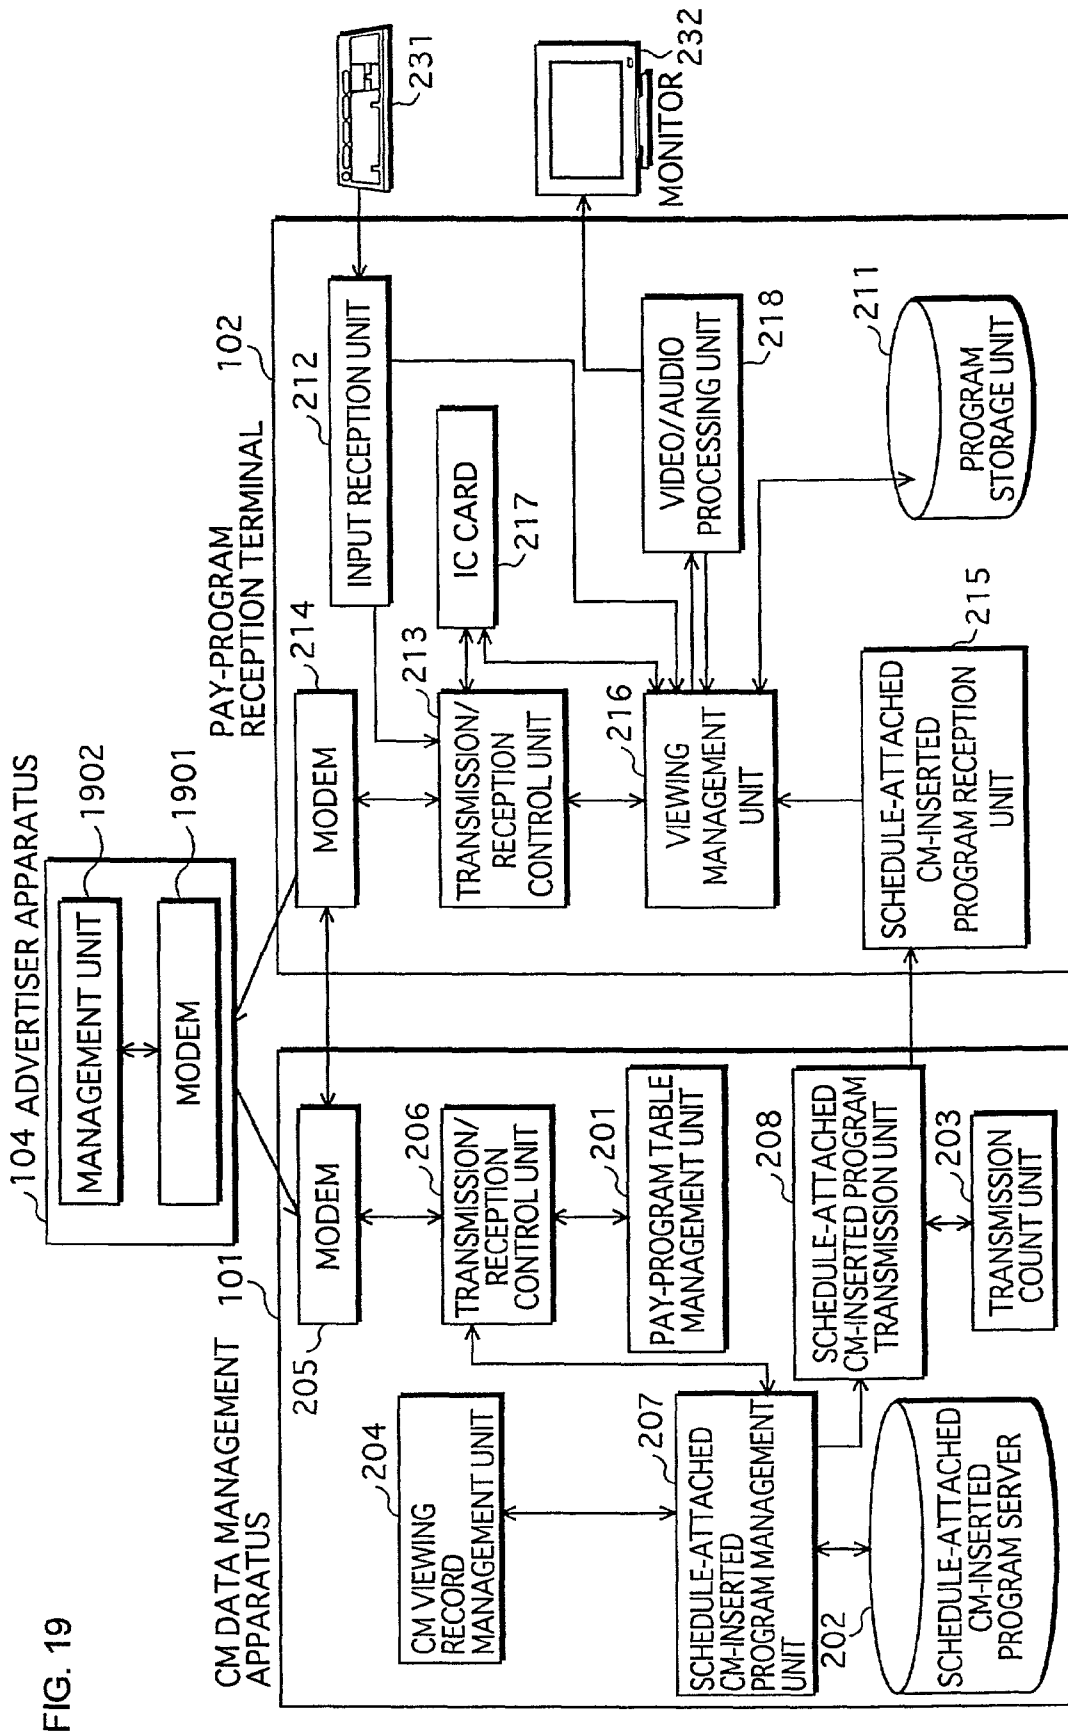 FIG. 19
104 ADVERTISER APPARATUS
MANAGEMENT UNIT
1902
MODEM
1901
CM DATA MANAGEMENT
APPARATUS
101
MODEM
205
TRANSMISSION/
RECEPTION
CONTROL UNIT
206
CM VIEWING
RECORD
MANAGEMENT UNIT
204
PAY-PROGRAM TABLE
MANAGEMENT UNIT
201
SCHEDULE-ATTACHED
CM-INSERTED
PROGRAM MANAGEMENT
UNIT
207
SCHEDULE-ATTACHED
CM-INSERTED PROGRAM
TRANSMISSION UNIT
208
SCHEDULE-ATTACHED
CM-INSERTED
PROGRAM SERVER
202
TRANSMISSION
COUNT UNIT
203
PAY-PROGRAM
RECEPTION TERMINAL
102
MODEM
214
INPUT RECEPTION UNIT
212
231
TRANSMISSION/
RECEPTION
CONTROL UNIT
213
IC CARD
217
VIEWING
MANAGEMENT
UNIT
216
VIDEO/AUDIO
PROCESSING UNIT
218
MONITOR
232
SCHEDULE-ATTACHED
CM-INSERTED
PROGRAM RECEPTION
UNIT
215
PROGRAM
STORAGE UNIT
211